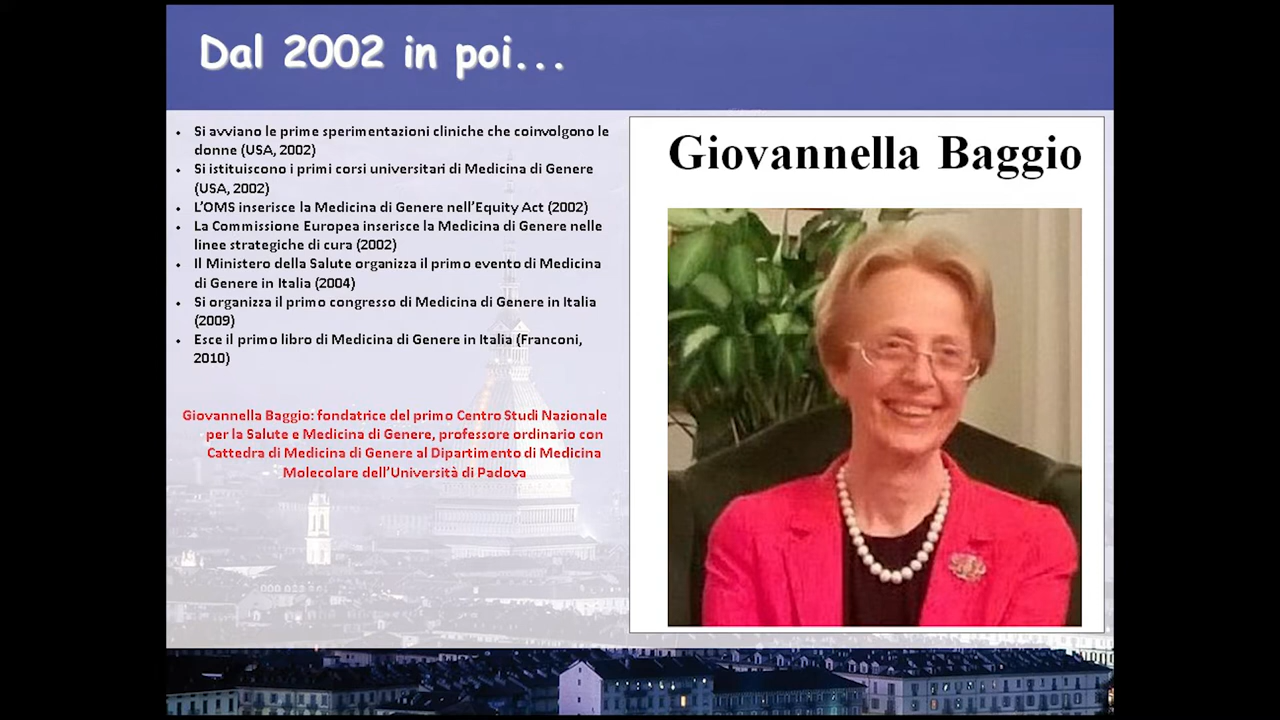 Dal 2002 in poi...
• Si avviano le prime sperimentazioni cliniche che coinvolgono le
donne (USA, 2002)
• Si istituiscono i primi corsi universitari di Medicina di Genere
(USA, 2002)
• L'OMS inserisce la Medicina di Genere nell'Equity Act (2002)
• La Commissione Europea inserisce la Medicina di Genere nelle
linee strategiche di cura (2002)
• Il Ministero della Salute organizza il primo evento di Medicina
di Genere in Italia (2004)
• Si organizza il primo congresso di Medicina di Genere in Italia
(2009)
• Esce il primo libro di Medicina di Genere in Italia (Franconi,
2010)
Giovannella Baggio: fondatrice del primo Centro Studi Nazionale
per la Salute e Medicina di Genere, professore ordinario con
Cattedra di Medicina di Genere al Dipartimento di Medicina
Molecolare dell'Università di Padova
Giovannella Baggio